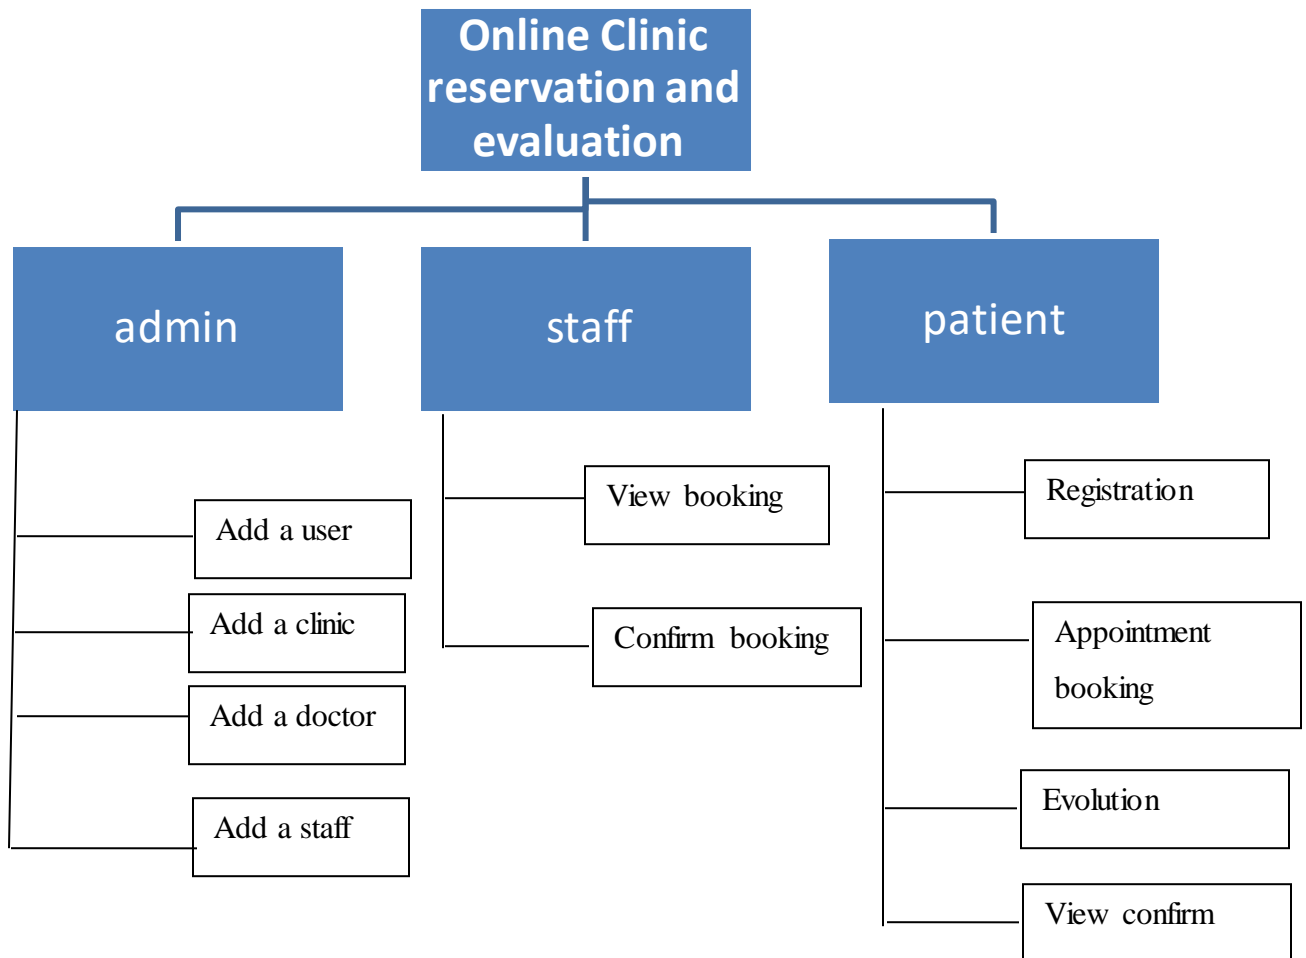 Online Clinic
reservation and
evaluation
admin
staff
patient
Add a user
Add a clinic
Add a doctor
Add a staff
View booking
Confirm booking
Registration
Appointment
booking
Evolution
View confirm